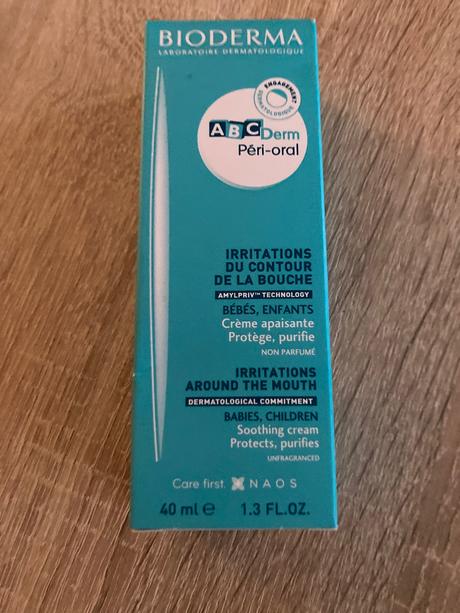 BIODERMA
LABORATOIRE DERMATOLOGIQUE
ENGAGEMENT
DERMATOLOGIQUE
ABCDerm
Péri-oral
IRRITATIONS
DU CONTOUR
DE LA BOUCHE
AMYLPRIV™ TECHNOLOGY
BÉBÉS, ENFANTS
Crème apaisante
Protège, purifie
NON PARFUMÉ
IRRITATIONS
AROUND THE MOUTH
DERMATOLOGICAL COMMITMENT
BABIES, CHILDREN
Soothing cream
Protects, purifies
UNFRAGRANCED
Care first. NAOS
40 ml ℮ 1.3 FL.OZ.